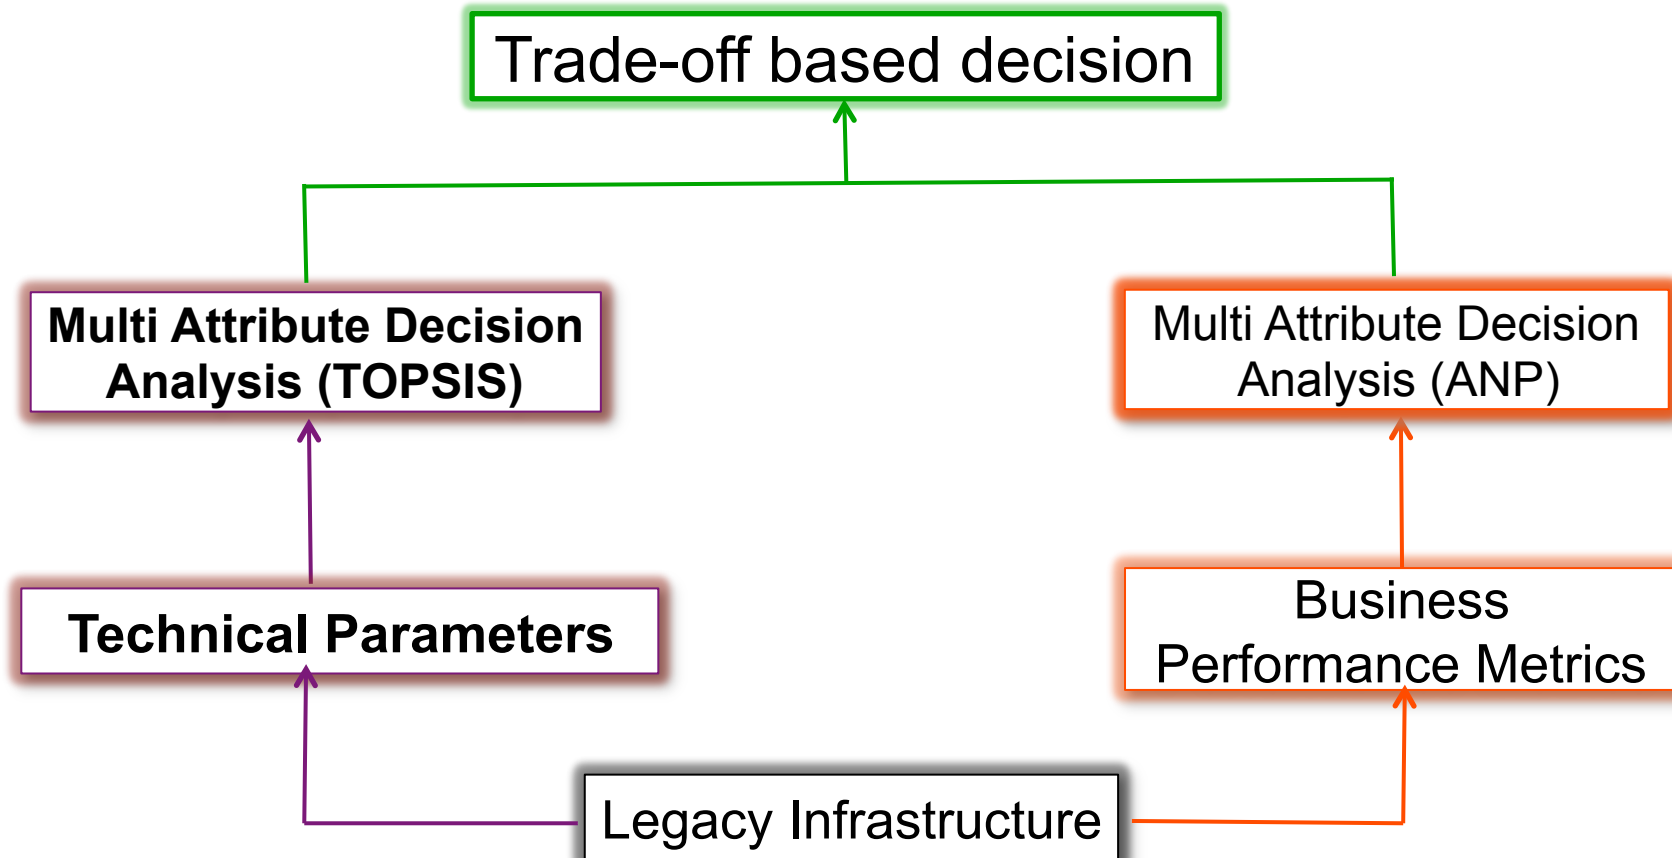 Trade-off based decision
Multi Attribute Decision
Analysis (TOPSIS)
Multi Attribute Decision
Analysis (ANP)
Technical Parameters
Business
Performance Metrics
Legacy Infrastructure